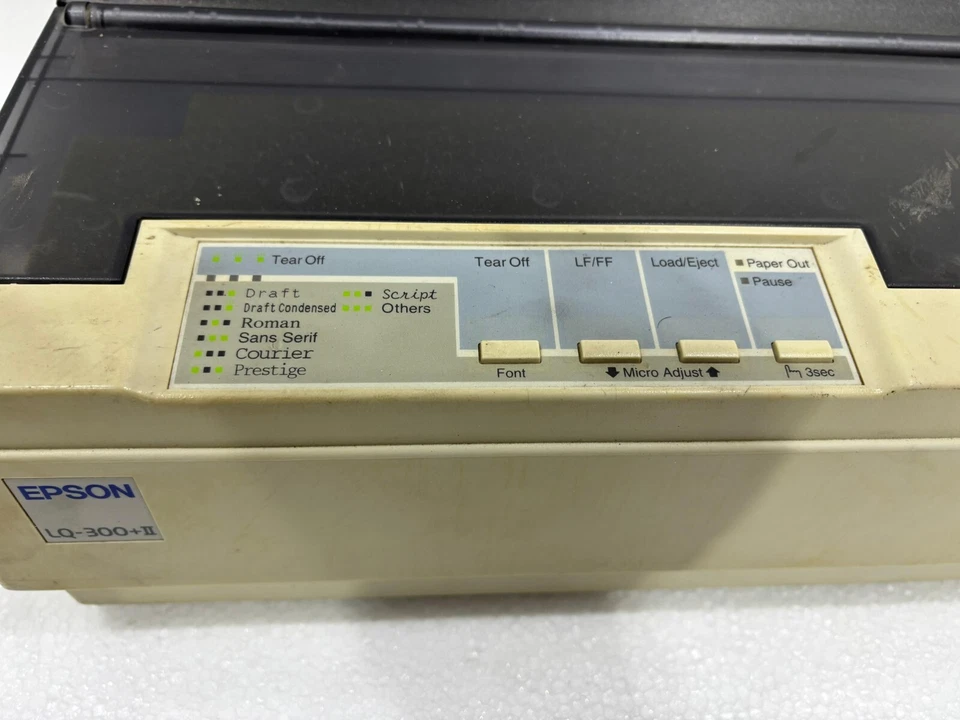 Tear Off
Tear Off
LF/FF
Load/Eject
Paper Out
Pause
Draft
Script
Draft Condensed
Others
Roman
Sans Serif
Courier
Prestige
Font
Micro Adjust
3sec
EPSON
LQ-300+II